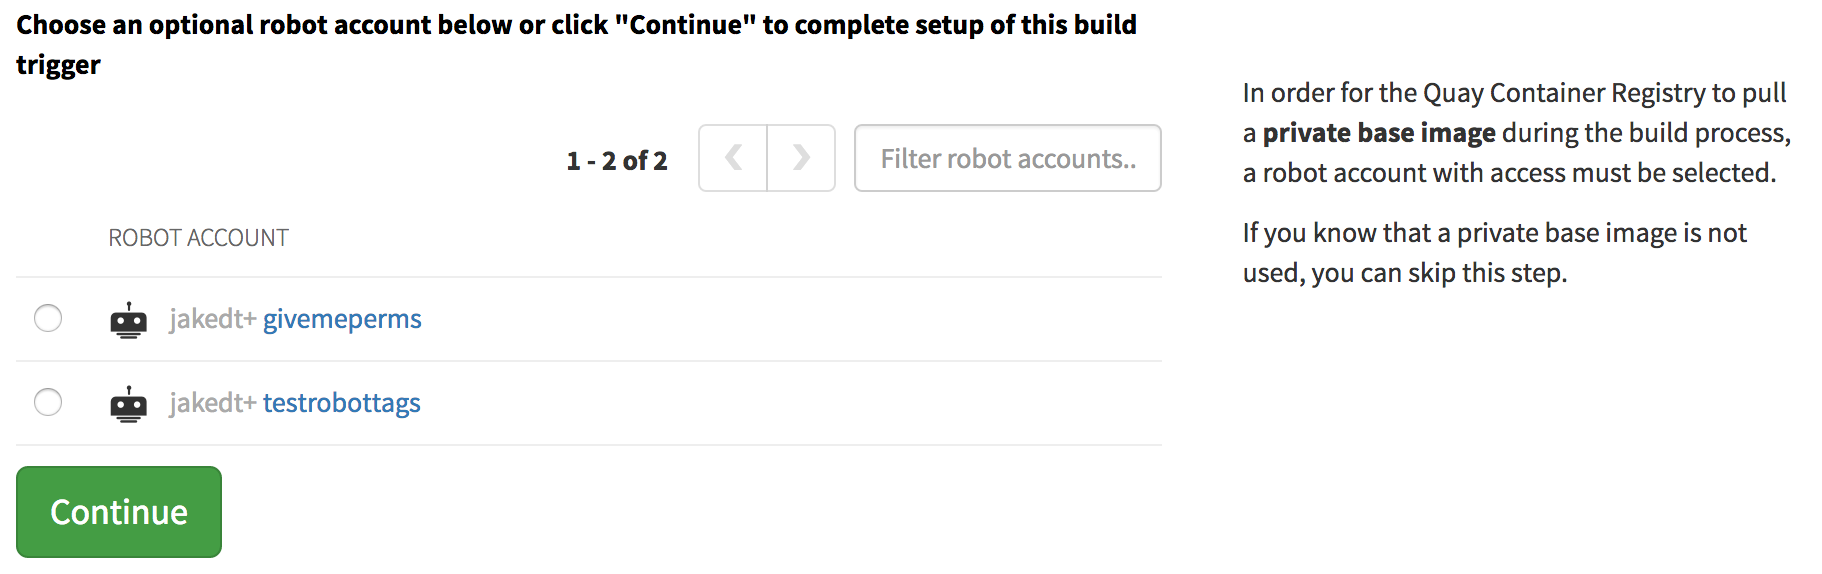 Choose an optional robot account below or click "Continue" to complete setup of this build
trigger
1 - 2 of 2
Filter robot accounts..
ROBOT ACCOUNT
jakedt+ givemeperms
jakedt+ testrobottags
Continue
In order for the Quay Container Registry to pull
a private base image during the build process,
a robot account with access must be selected.
If you know that a private base image is not
used, you can skip this step.